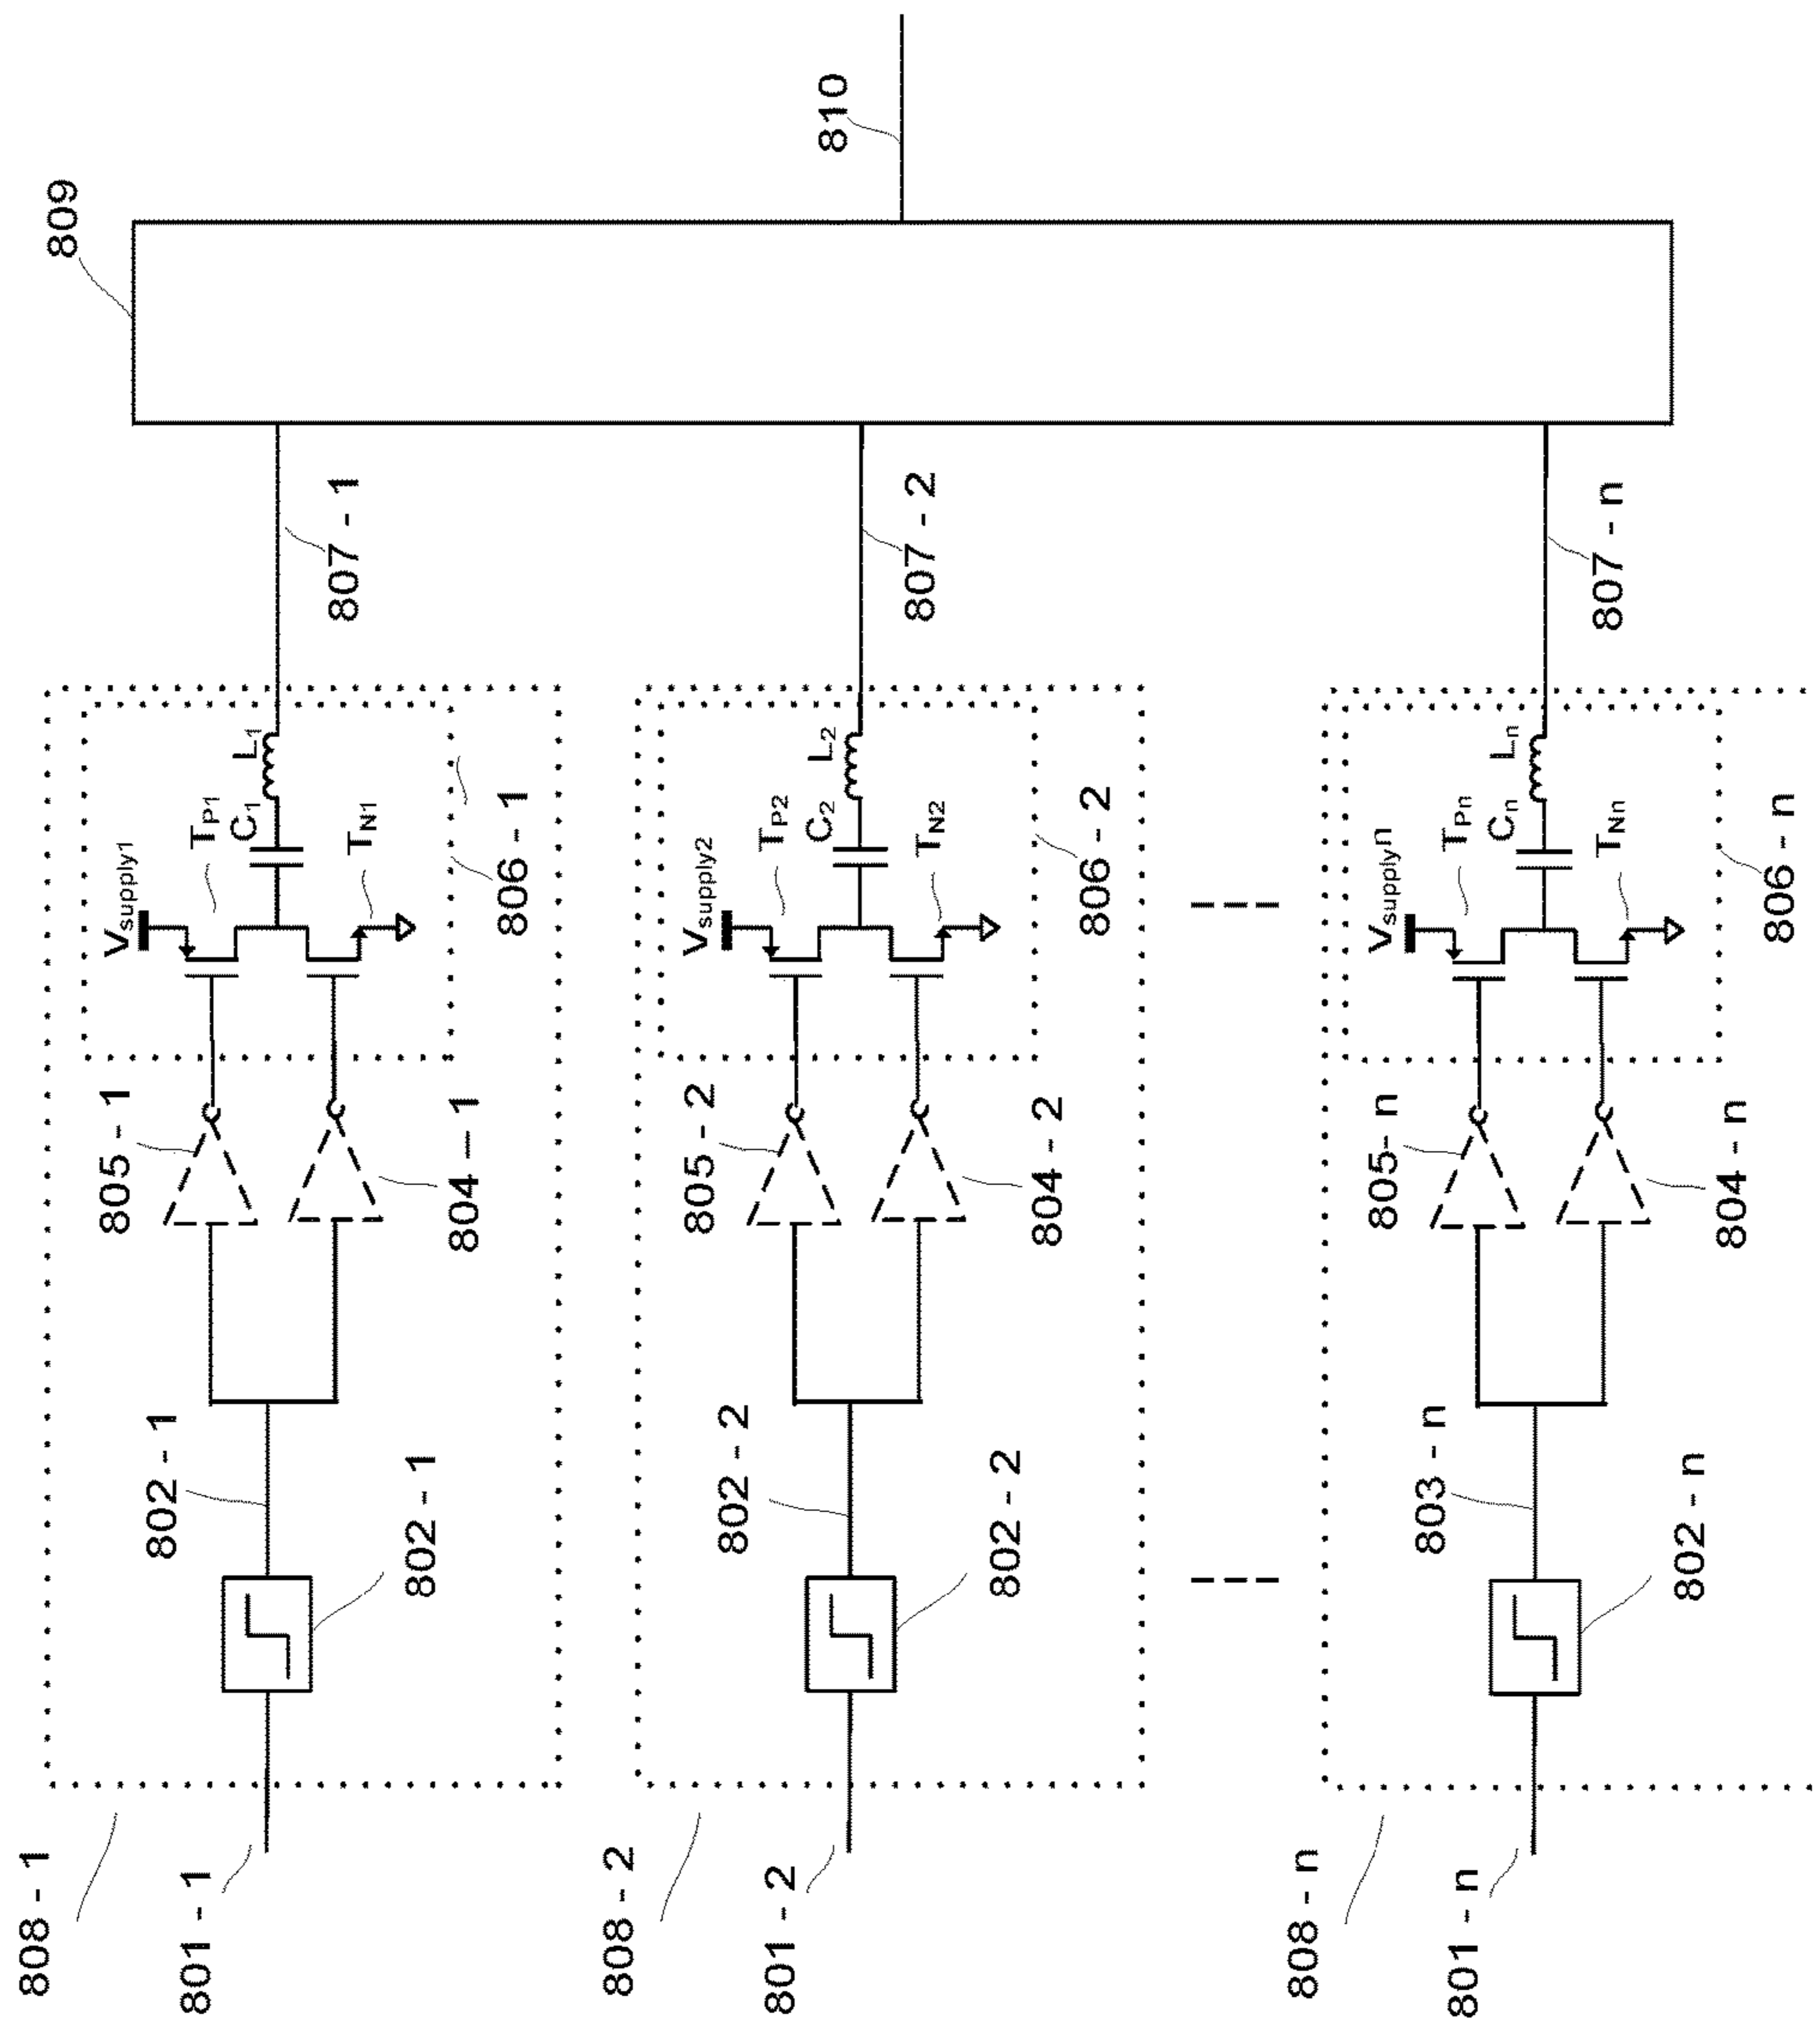 808 - 1
801 - 1
802 - 1
802 - 1
805 - 1
804 - 1
Vsupply1
TP1
C1
L1
TN1
806 - 1
807 - 1
809
810
808 - 2
801 - 2
802 - 2
802 - 2
805 - 2
804 - 2
Vsupply2
TP2
C2
L2
TN2
806 - 2
807 - 2
808 - n
801 - n
803 - n
802 - n
805 - n
804 - n
Vsupplyn
TPn
Cn
Ln
TNn
806 - n
807 - n